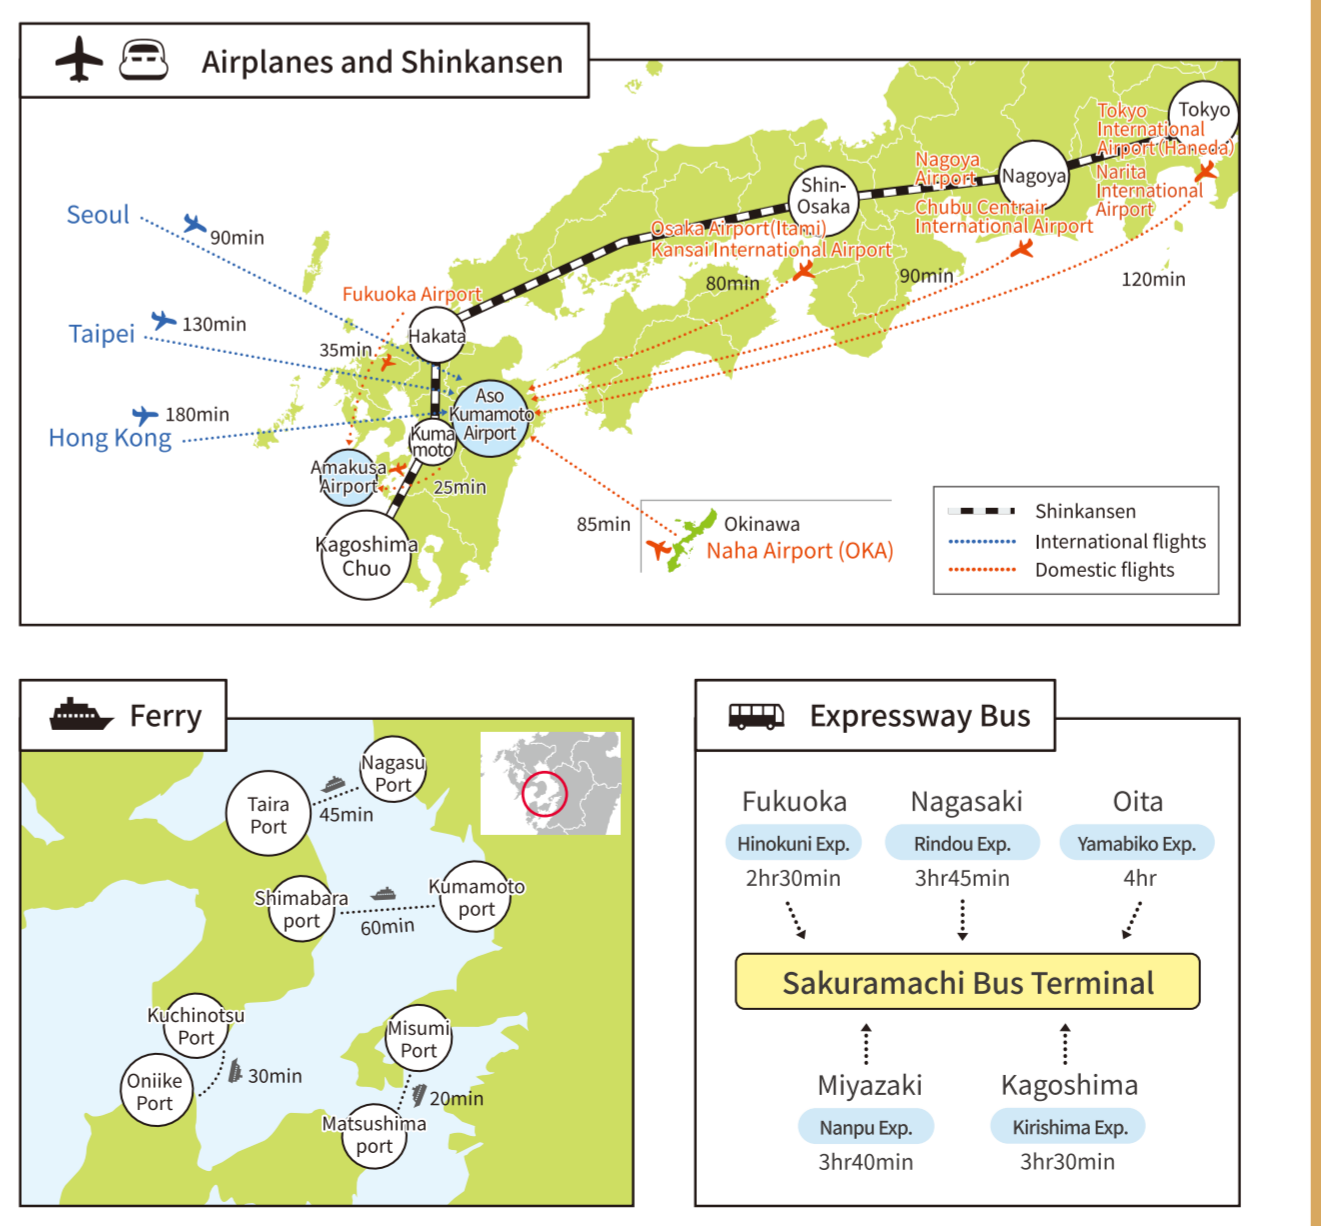 Airplanes and Shinkansen
Tokyo
Tokyo
International
Airport(Haneda)
Narita
International
Airport
Nagoya
Nagoya
Airport
Chubu Centrair
International Airport
Shin-
Osaka
Osaka Airport(Itami)
Kansai International Airport
80min
90min
120min
Seoul
90min
Taipei
130min
Hong Kong
180min
Fukuoka Airport
35min
Hakata
Aso
Kumamoto
Airport
Kuma
moto
Amakusa
Airport
25min
Kagoshima
Chuo
85min
Okinawa
Naha Airport (OKA)
Shinkansen
International flights
Domestic flights
Ferry
Nagasu
Port
Taira
Port
45min
Shimabara
port
Kumamoto
port
60min
Kuchinotsu
Port
Oniike
Port
30min
Misumi
Port
20min
Matsushima
port
Expressway Bus
Fukuoka
Hinokuni Exp.
2hr30min
Nagasaki
Rindou Exp.
3hr45min
Oita
Yamabiko Exp.
4hr
Sakuramachi Bus Terminal
Miyazaki
Nanpu Exp.
3hr40min
Kagoshima
Kirishima Exp.
3hr30min